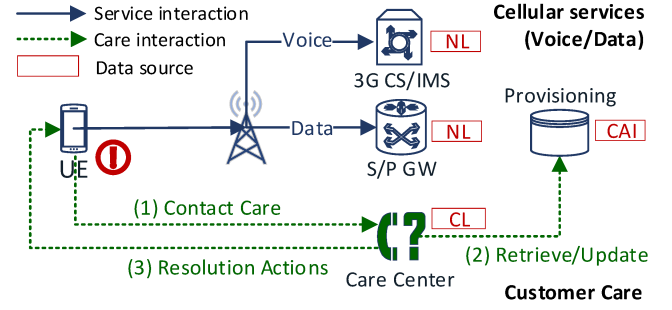 Service interaction
Care interaction
Data source
Cellular services
(Voice/Data)
Voice
NL
3G CS/IMS
Provisioning
Data
NL
CAI
UE
S/P GW
(1) Contact Care
CL
(2) Retrieve/Update
(3) Resolution Actions
Care Center
Customer Care